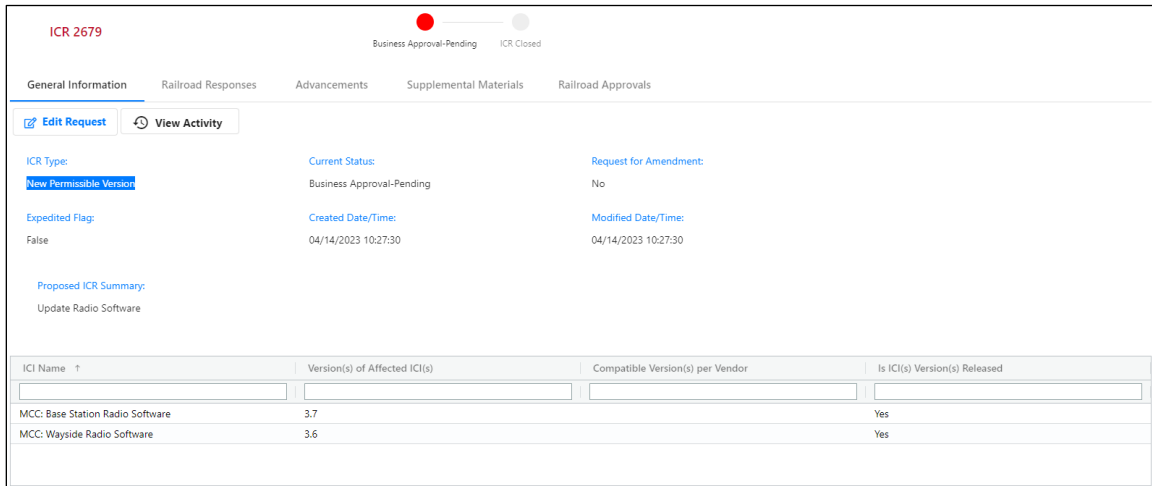 ICR 2679
Business Approval-Pending ICR Closed
General Information Railroad Responses Advancements Supplemental Materials Railroad Approvals
Edit Request View Activity
ICR Type: Current Status: Request for Amendment:
New Permissible Version Business Approval-Pending No
Expedited Flag: Created Date/Time: Modified Date/Time:
False 04/14/2023 10:27:30 04/14/2023 10:27:30
Proposed ICR Summary:
Update Radio Software
ICI Name ↑ Version(s) of Affected ICI(s) Compatible Version(s) per Vendor Is ICI(s) Version(s) Released
MCC: Base Station Radio Software 3.7 Yes
MCC: Wayside Radio Software 3.6 Yes